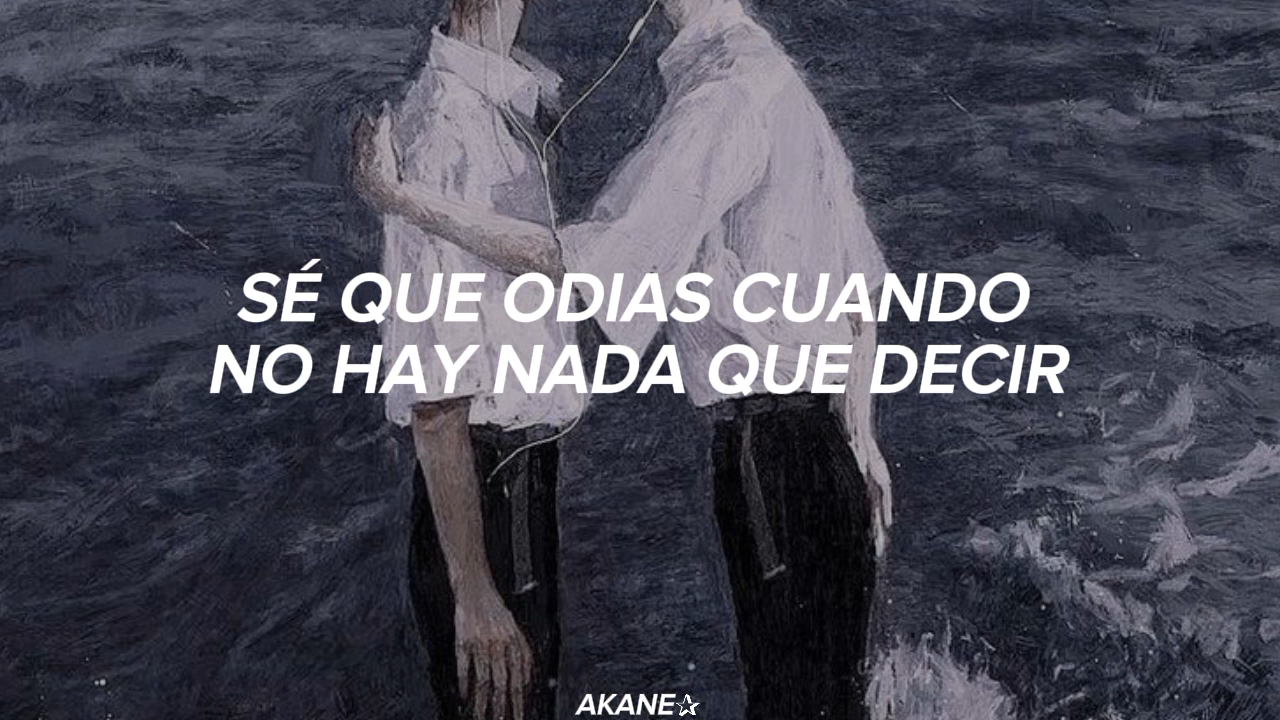 SÉ QUE ODIAS CUANDO
NO HAY NADA QUE DECIR
AKANE☆